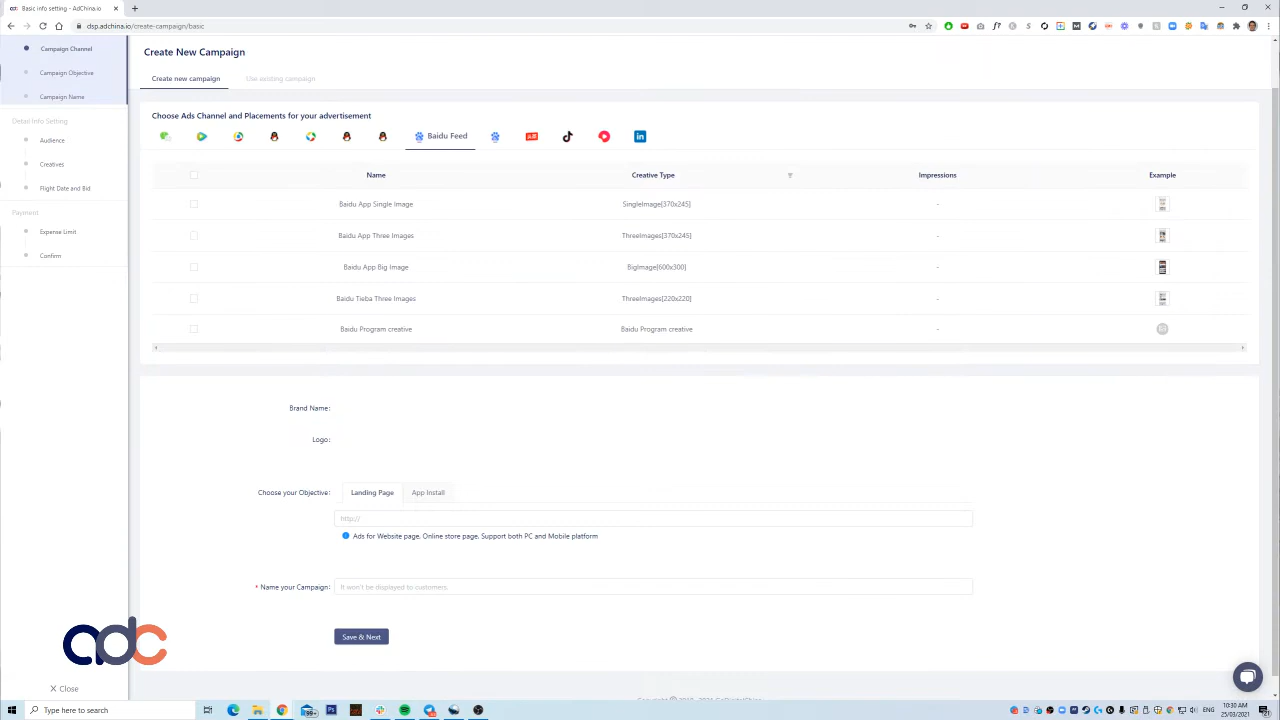 Basic info setting - AdChina.io
dsp.adchina.io/create-campaign/basic
Campaign Channel
Campaign Objective
Campaign Name
Detail Info Setting
Audience
Creatives
Flight Date and Bid
Payment
Expense Limit
Confirm
Create New Campaign
Create new campaign
Use existing campaign
Choose Ads Channel and Placements for your advertisement
Baidu Feed
Name Creative Type Impressions Example
Baidu App Single Image SingleImage[370x245] -
Baidu App Three Images ThreeImages[370x245] -
Baidu App Big Image BigImage[600x300] -
Baidu Tieba Three Images ThreeImages[220x220] -
Baidu Program creative Baidu Program creative -
Brand Name:
Logo:
Choose your Objective: Landing Page App Install
http://
Ads for Website page, Online store page, Support both PC and Mobile platform
* Name your Campaign: It won't be displayed to customers.
Save & Next
adc
X Close
Type here to search
ENG
10:30 AM
25/03/2021